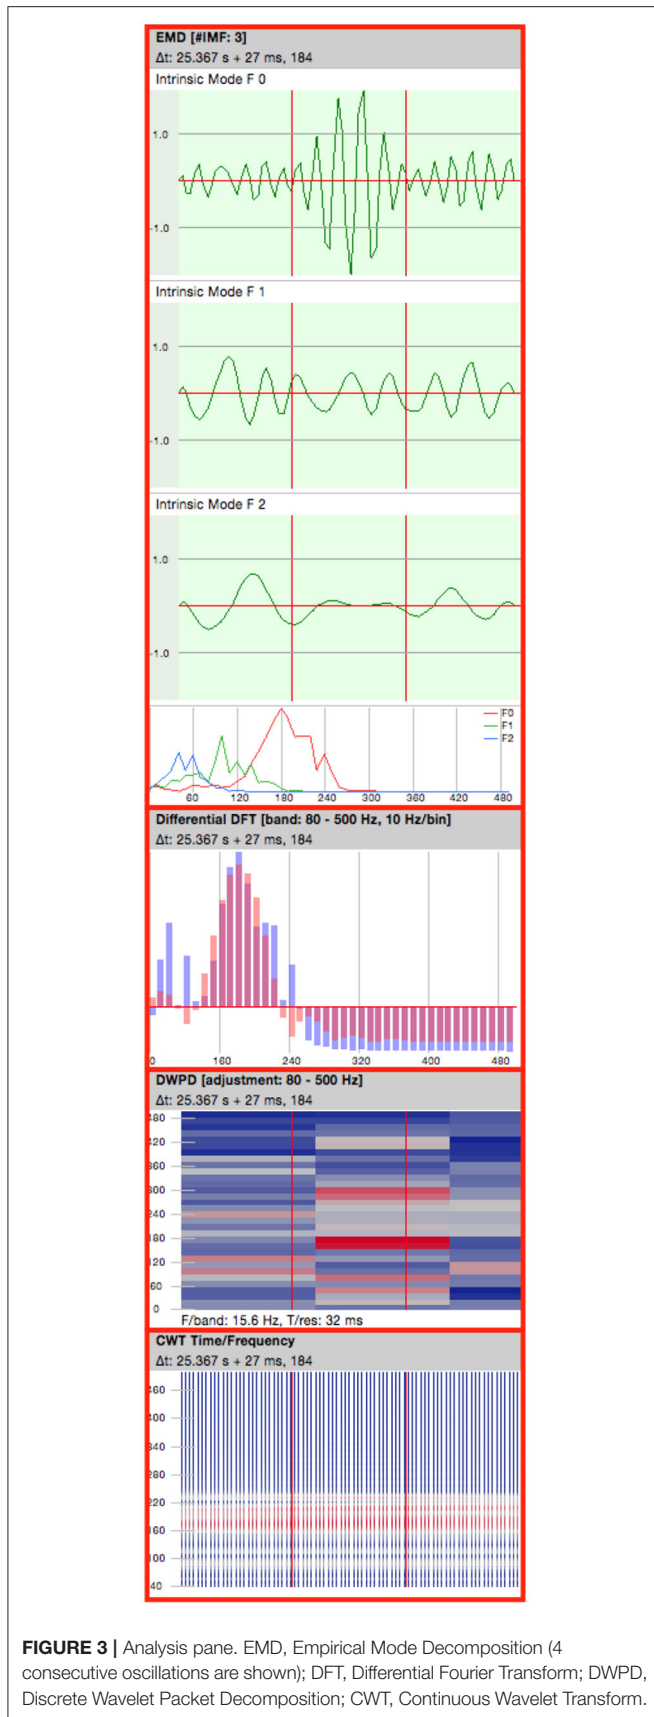 EMD [#IMF: 3]
Δt: 25.367 s + 27 ms, 184
Intrinsic Mode F 0
1.0
-1.0
Intrinsic Mode F 1
1.0
-1.0
Intrinsic Mode F 2
1.0
-1.0
F0
F1
F2
60 120 180 240 300 360 420 480
Differential DFT [band: 80 - 500 Hz, 10 Hz/bin]
Δt: 25.367 s + 27 ms, 184
0 160 240 320 400 480
DWPD [adjustment: 80 - 500 Hz]
Δt: 25.367 s + 27 ms, 184
480
420
360
300
240
180
120
60
0
F/band: 15.6 Hz, T/res: 32 ms
CWT Time/Frequency
Δt: 25.367 s + 27 ms, 184
460
400
340
280
220
160
100
40
FIGURE 3 | Analysis pane. EMD, Empirical Mode Decomposition (4
consecutive oscillations are shown); DFT, Differential Fourier Transform; DWPD,
Discrete Wavelet Packet Decomposition; CWT, Continuous Wavelet Transform.